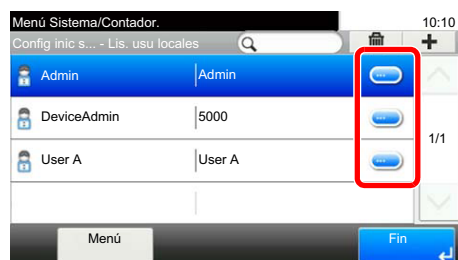 Menú Sistema/Contador. 10:10
Config inic s... - Lis. usu locales
Admin Admin
DeviceAdmin 5000
1/1
User A User A
Menú Fin